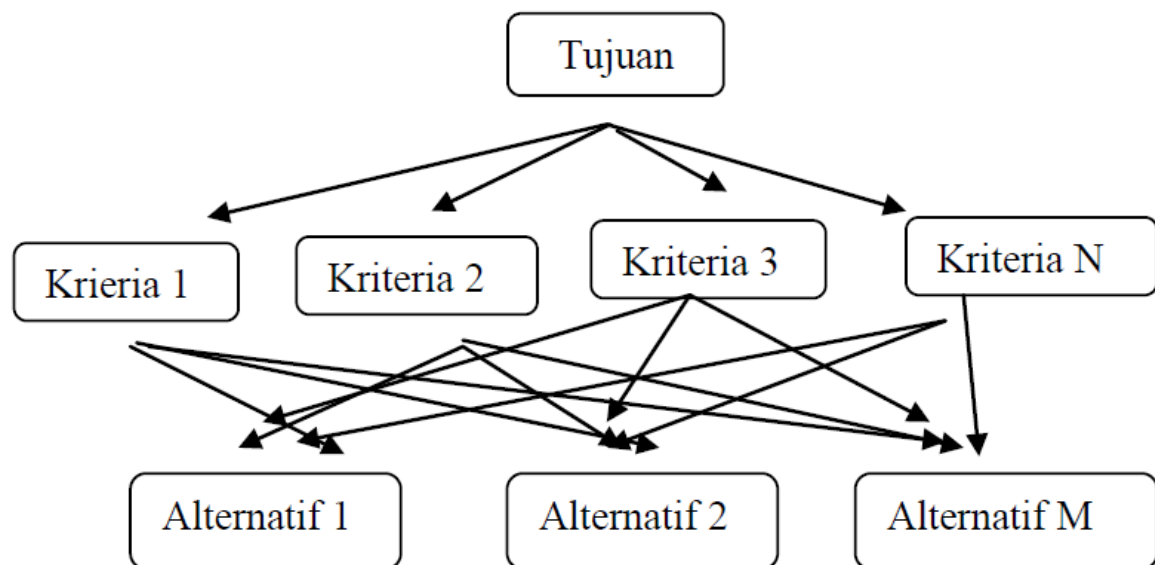 Tujuan
Krieria 1
Kriteria 2
Kriteria 3
Kriteria N
Alternatif 1
Alternatif 2
Alternatif M